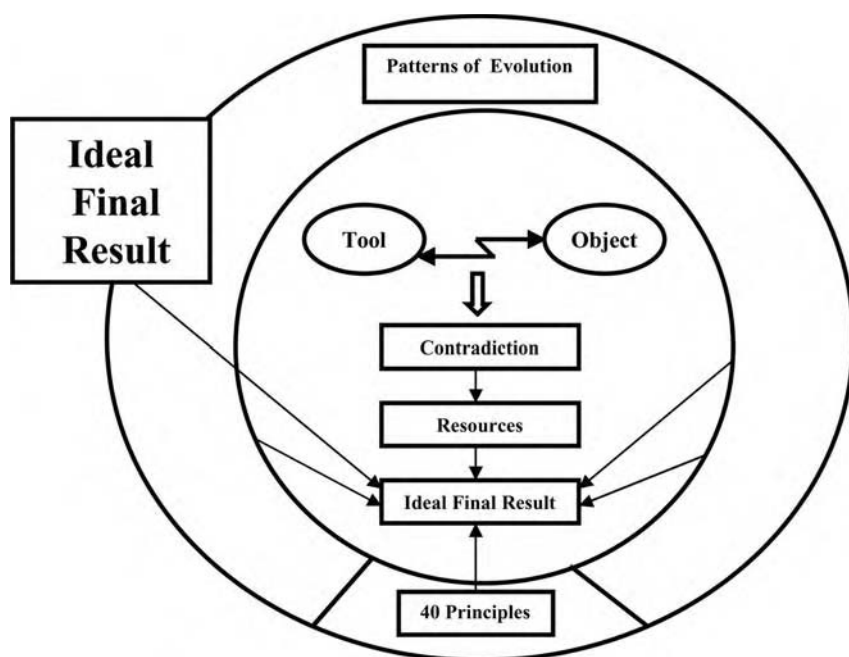 Patterns of Evolution
Ideal
Final
Result
Tool
Object
Contradiction
Resources
Ideal Final Result
40 Principles